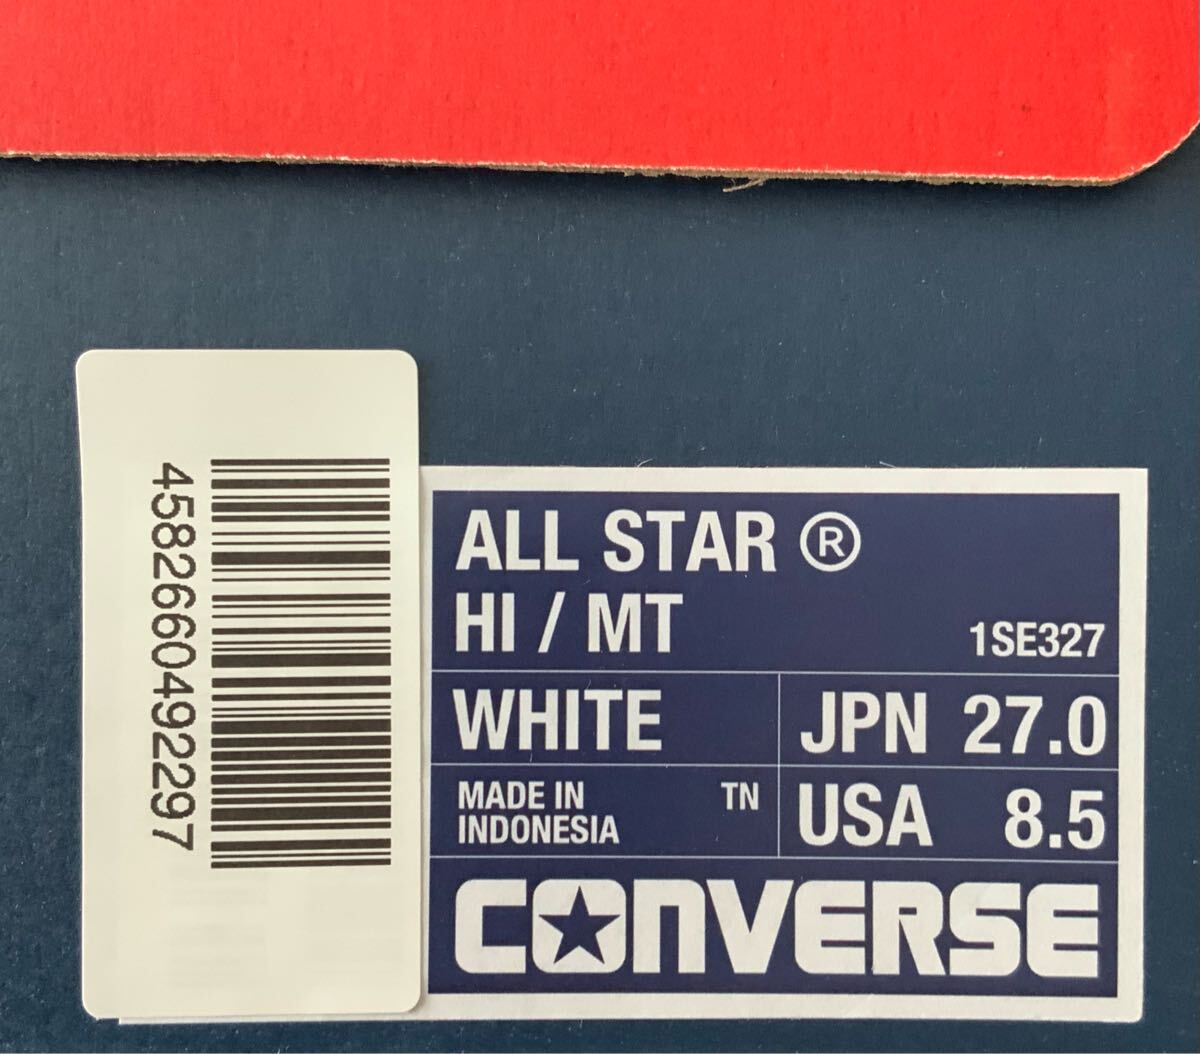 4582660492297
ALL STAR ®
HI / MT
1SE327
WHITE
JPN 27.0
MADE IN
INDONESIA
TN
USA 8.5
CONVERSE